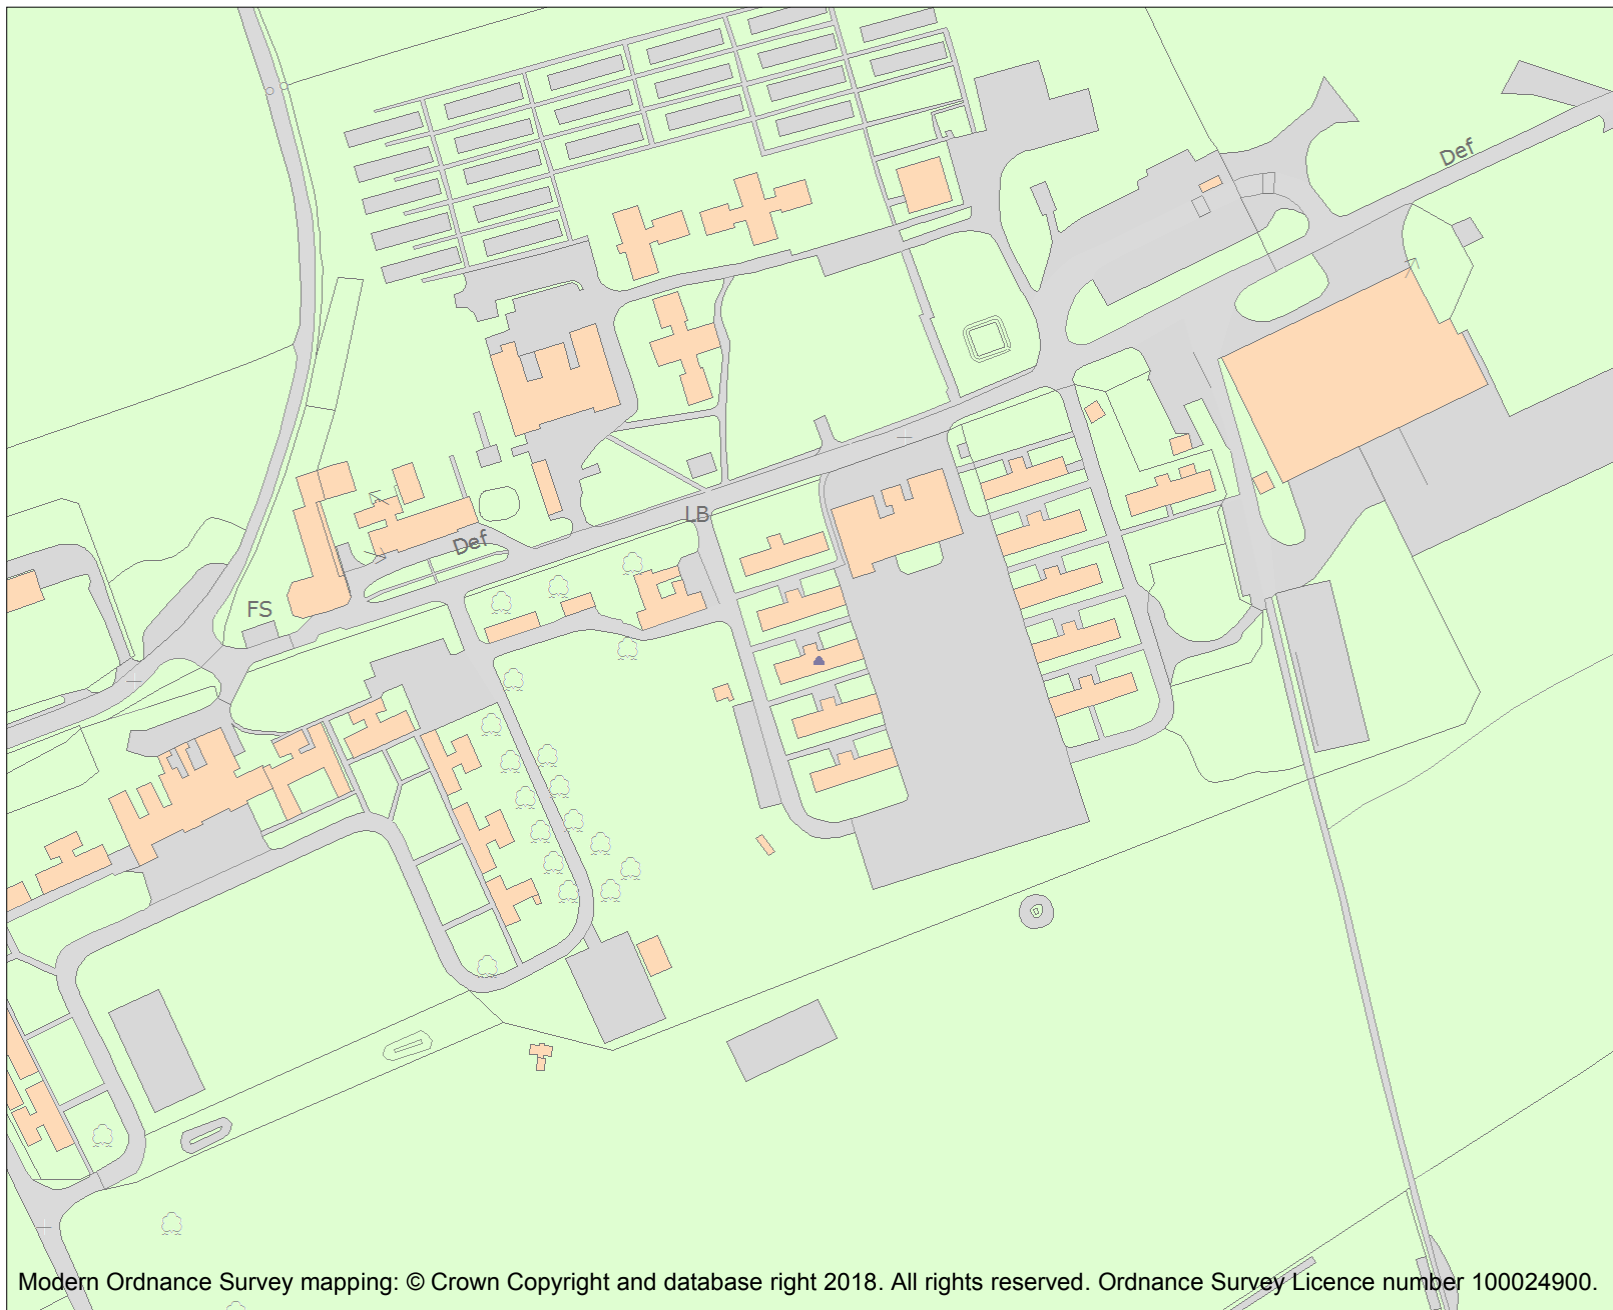 Def
LB
Def
FS
Modern Ordnance Survey mapping: © Crown Copyright and database right 2018. All rights reserved. Ordnance Survey Licence number 100024900.